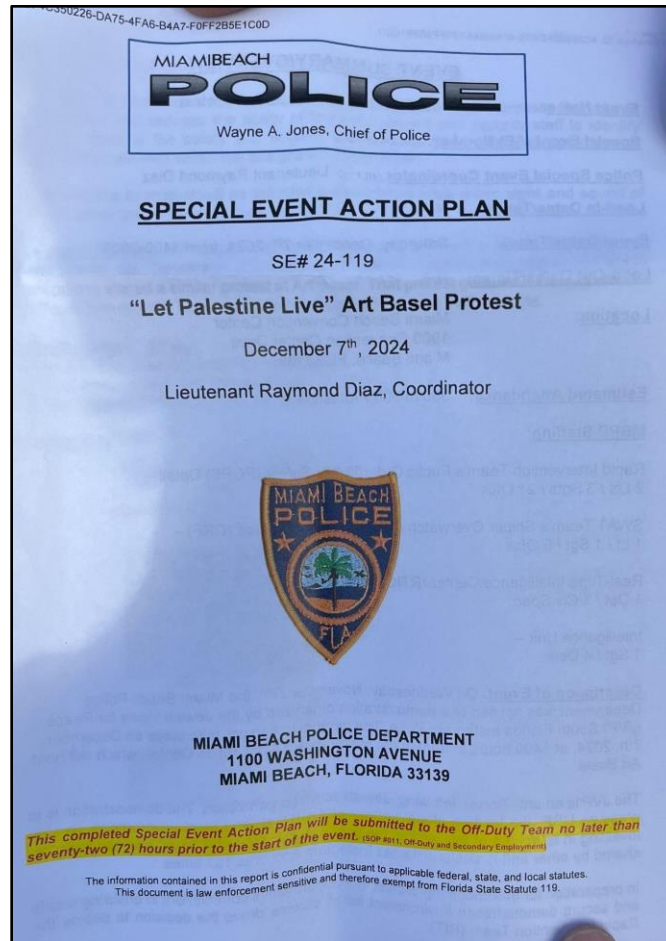 C350226-DA75-4FA6-B4A7-F0FF2B5E1C0D
MIAMIBEACH
POLICE
Wayne A. Jones, Chief of Police
SPECIAL EVENT ACTION PLAN
SE# 24-119
“Let Palestine Live” Art Basel Protest
December 7th, 2024
Lieutenant Raymond Diaz, Coordinator
MIAMI BEACH
POLICE
FLA
MIAMI BEACH POLICE DEPARTMENT
1100 WASHINGTON AVENUE
MIAMI BEACH, FLORIDA 33139
This completed Special Event Action Plan will be submitted to the Off-Duty Team no later than
seventy-two (72) hours prior to the start of the event. (SOP #011, Off-Duty and Secondary Employment)
The information contained in this report is confidential pursuant to applicable federal, state, and local statutes.
This document is law enforcement sensitive and therefore exempt from Florida State Statute 119.